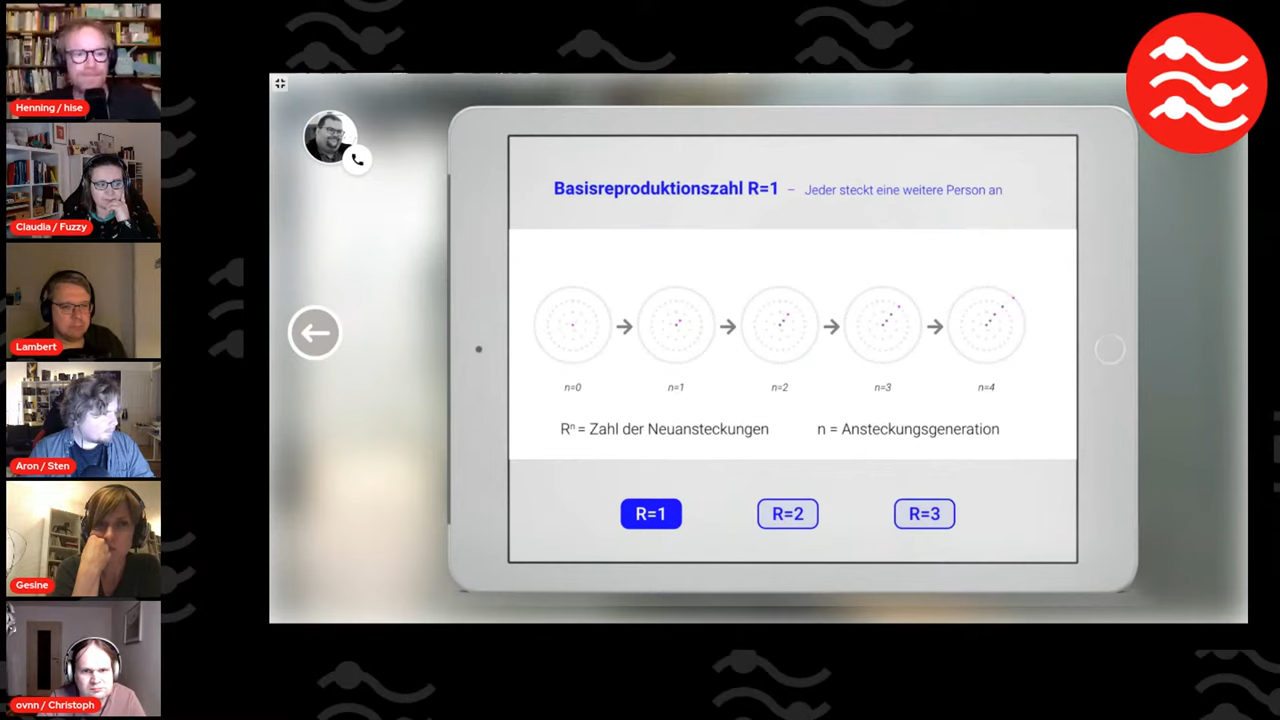 Henning / hise
Claudia / Fuzzy
Lambert
Aron / Sten
Gesine
ovnn / Christoph
Basisreproduktionszahl R=1 – Jeder steckt eine weitere Person an
n=0 n=1 n=2 n=3 n=4
Rⁿ = Zahl der Neuansteckungen n = Ansteckungsgeneration
R=1 R=2 R=3